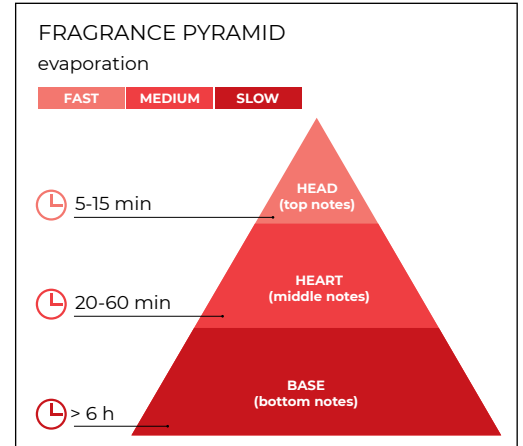 FRAGRANCE PYRAMID
evaporation
FAST MEDIUM SLOW
HEAD
(top notes)
5-15 min
HEART
(middle notes)
20-60 min
BASE
(bottom notes)
> 6 h